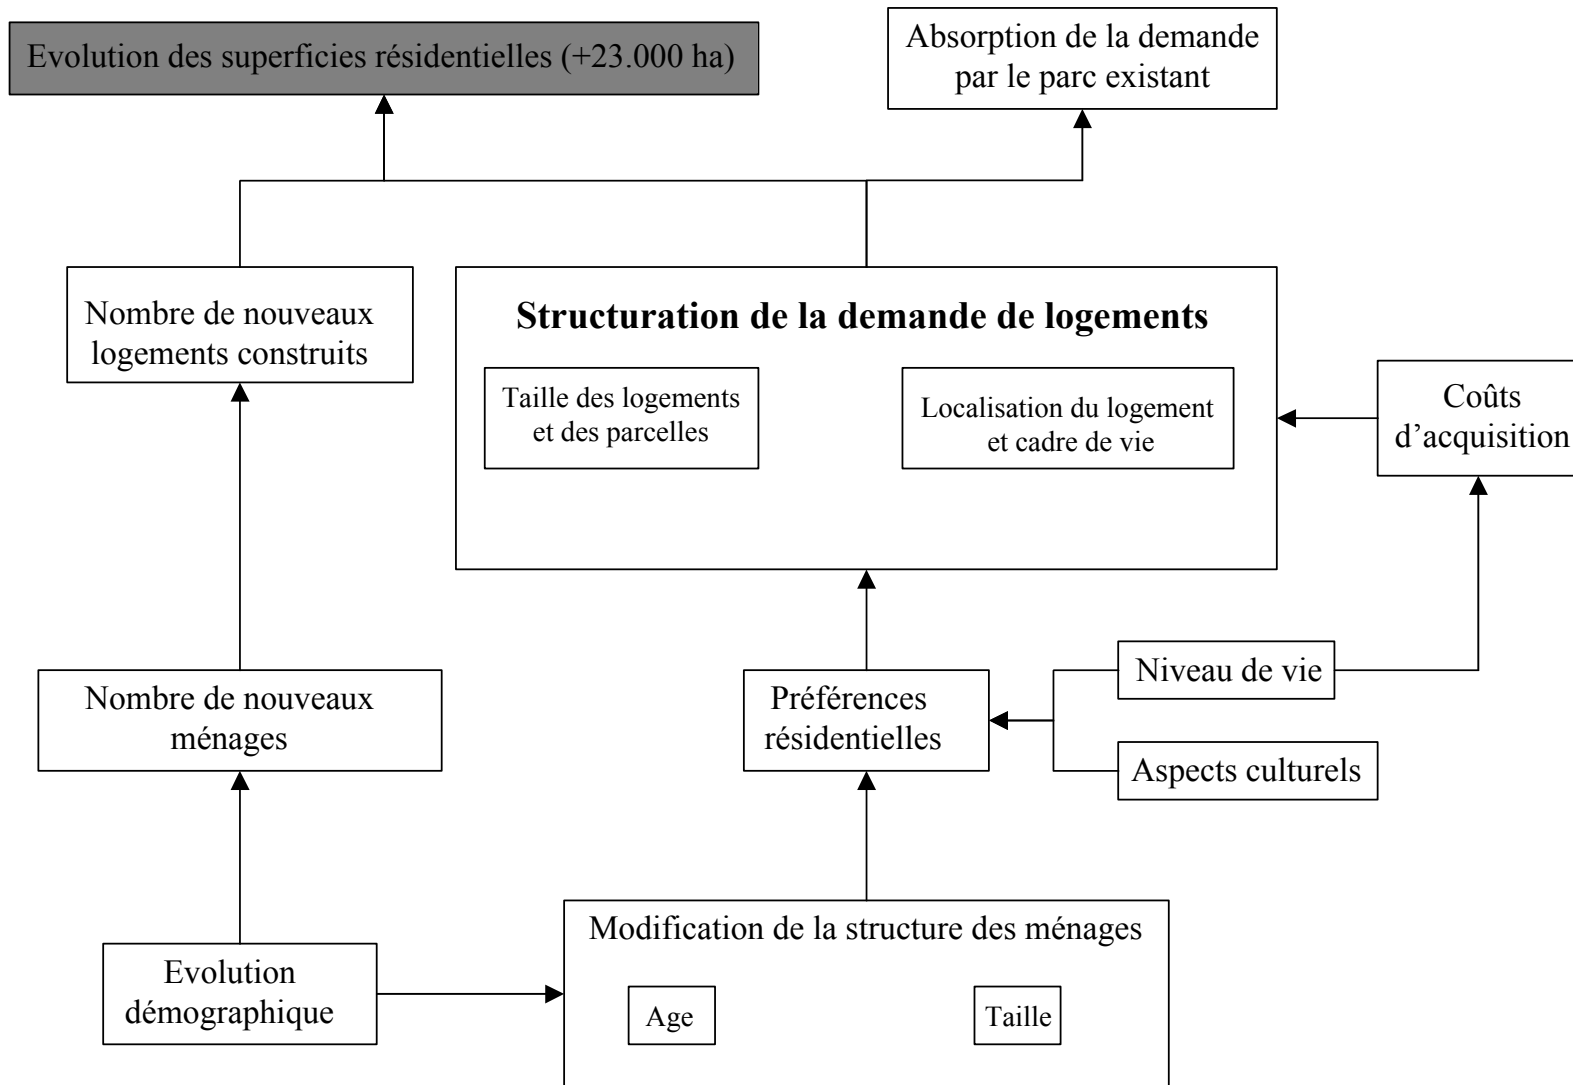 Evolution des superficies résidentielles (+23.000 ha)
Absorption de la demande
par le parc existant
Nombre de nouveaux
logements construits
Structuration de la demande de logements
Taille des logements
et des parcelles
Localisation du logement
et cadre de vie
Coûts
d’acquisition
Nombre de nouveaux
ménages
Préférences
résidentielles
Niveau de vie
Aspects culturels
Evolution
démographique
Modification de la structure des ménages
Age
Taille